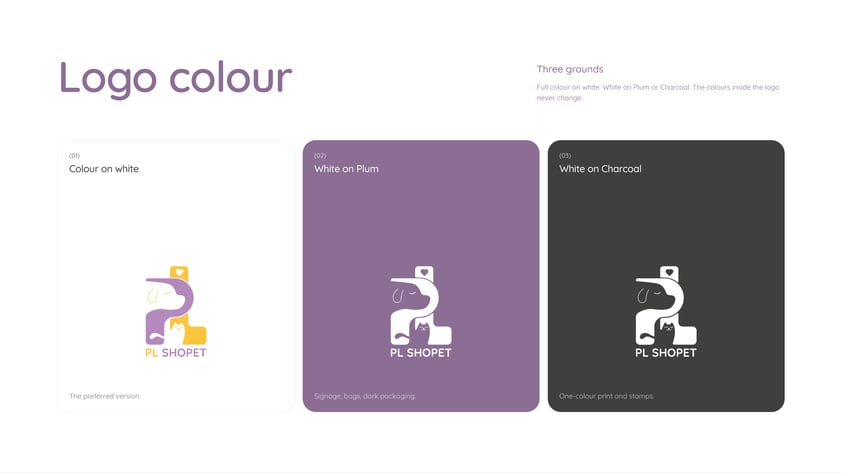 Logo colour
Three grounds
Full colour on white. White on Plum or Charcoal. The colours inside the logo
never change.
(01)
Colour on white
PL SHOPET
The preferred version.
(02)
White on Plum
PL SHOPET
Signage, bags, dark packaging.
(03)
White on Charcoal
PL SHOPET
One-colour print and stamps.